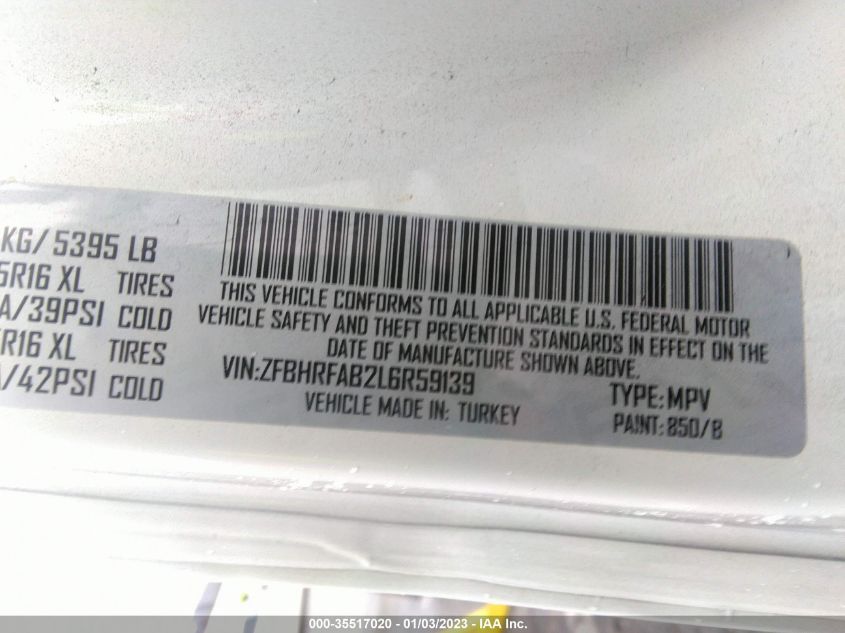 KG/ 5395 LB
5R16 XL TIRES
A/39PSI COLD
R16 XL TIRES
/42PSI COLD
THIS VEHICLE CONFORMS TO ALL APPLICABLE U.S. FEDERAL MOTOR
VEHICLE SAFETY AND THEFT PREVENTION STANDARDS IN EFFECT ON THE
DATE OF MANUFACTURE SHOWN ABOVE.
VIN:ZFBHRFAB2L6R59139
TYPE: MPV
VEHICLE MADE IN: TURKEY
PAINT: 850/B
000-35517020 - 01/03/2023 - IAA Inc.